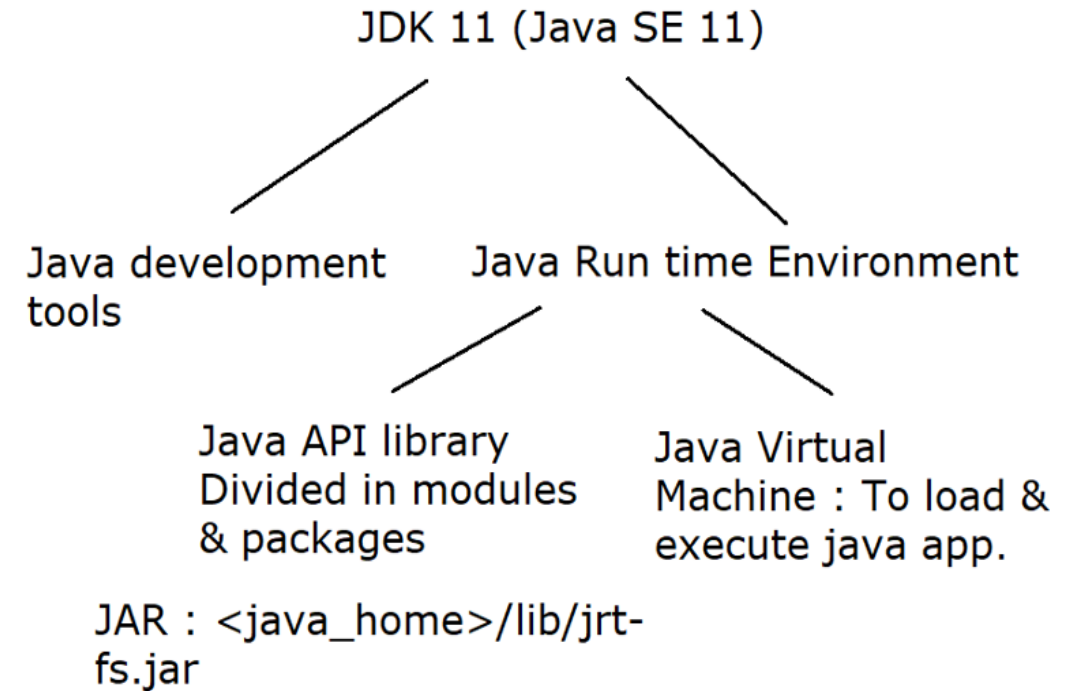 JDK 11 (Java SE 11)
Java development
tools
Java Run time Environment
Java API library
Divided in modules
& packages
Java Virtual
Machine : To load &
execute java app.
JAR : <java_home>/lib/jrt-
fs.jar